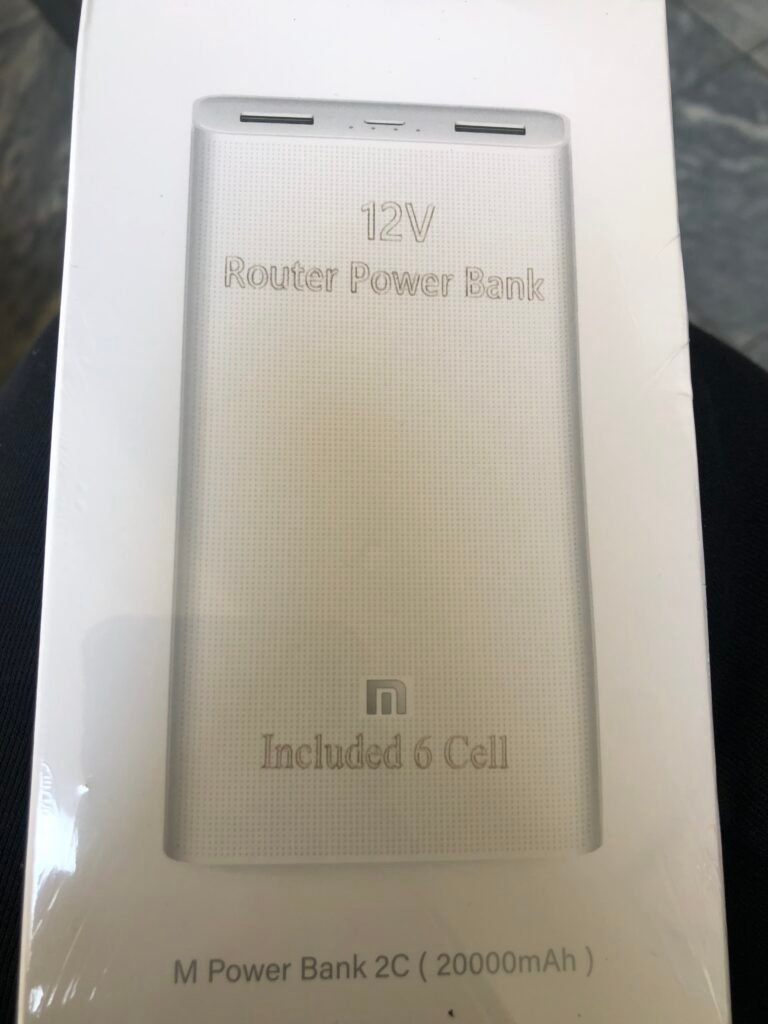 12V
Router Power Bank
Included 6 Cell
M Power Bank 2C ( 20000mAh )